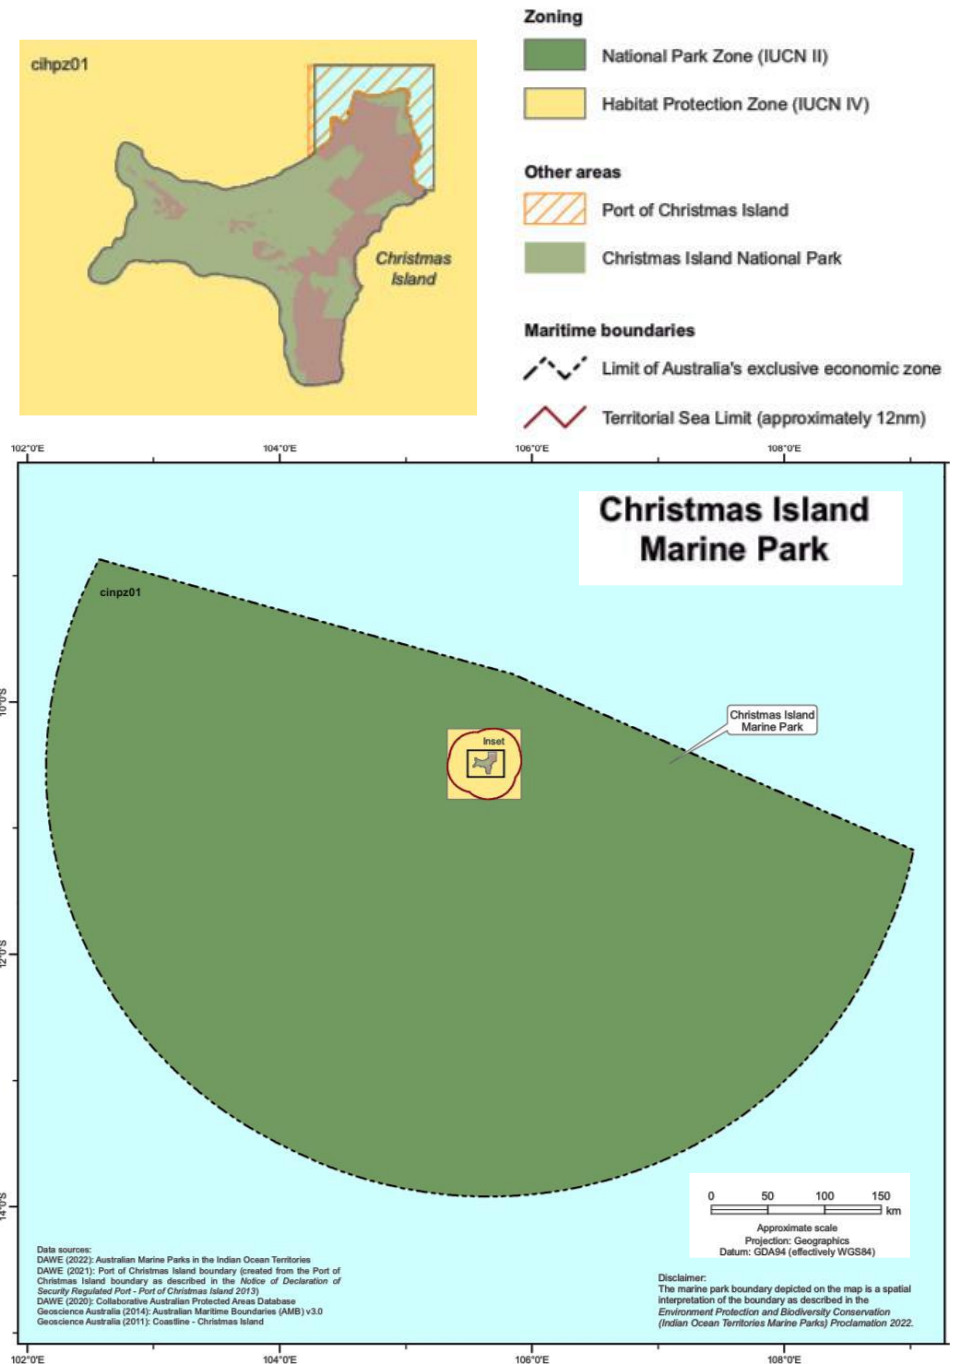 cihpz01
Christmas
Island
Zoning
National Park Zone (IUCN II)
Habitat Protection Zone (IUCN IV)
Other areas
Port of Christmas Island
Christmas Island National Park
Maritime boundaries
Limit of Australia's exclusive economic zone
Territorial Sea Limit (approximately 12nm)
102°0'E
104°0'E
106°0'E
108°0'E
Christmas Island
Marine Park
cinpz01
10°0'S
Christmas Island
Marine Park
Inset
12°0'S
14°0'S
0 50 100 150
km
Approximate scale
Projection: Geographics
Datum: GDA94 (effectively WGS84)
Data sources:
DAWE (2022): Australian Marine Parks in the Indian Ocean Territories
DAWE (2021): Port of Christmas Island boundary (created from the Port of
Christmas Island boundary as described in the Notice of Declaration of
Security Regulated Port - Port of Christmas Island 2013)
DAWE (2020): Collaborative Australian Protected Areas Database
Geoscience Australia (2014): Australian Maritime Boundaries (AMB) v3.0
Geoscience Australia (2011): Coastline - Christmas Island
Disclaimer:
The marine park boundary depicted on the map is a spatial
interpretation of the boundary as described in the
Environment Protection and Biodiversity Conservation
(Indian Ocean Territories Marine Parks) Proclamation 2022.
102°0'E
104°0'E
106°0'E
108°0'E